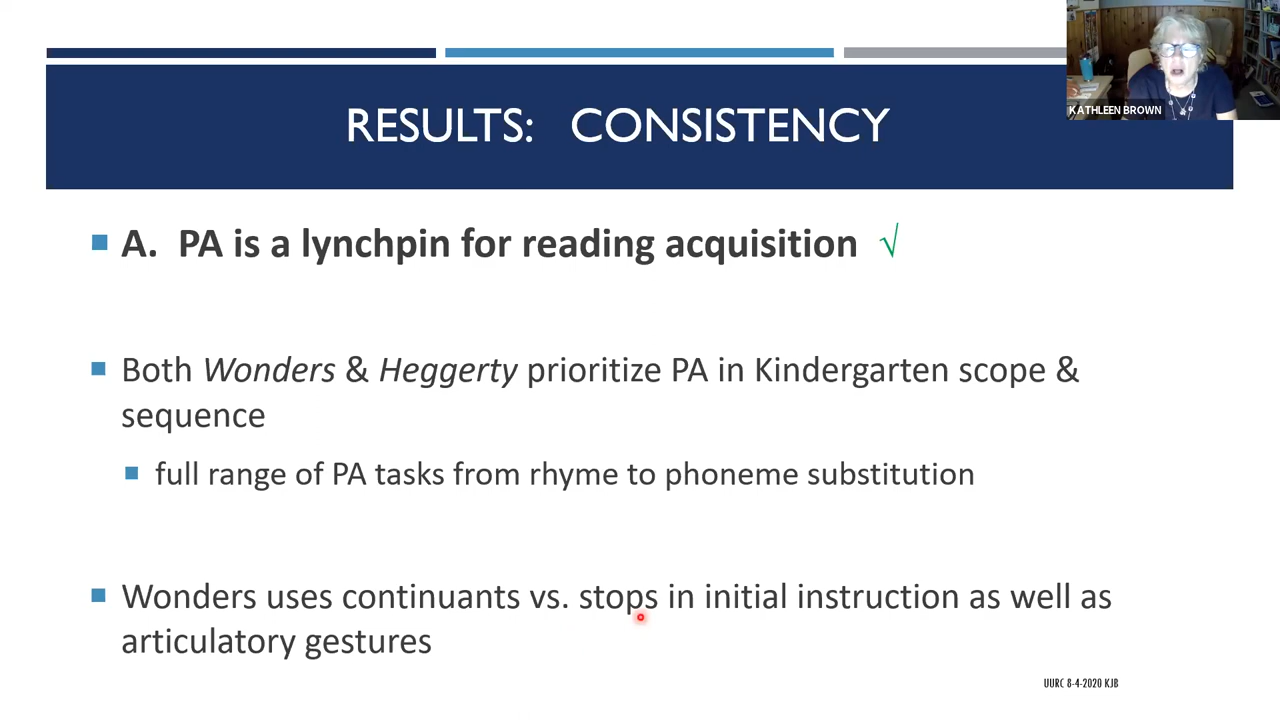 KATHLEEN BROWN
RESULTS: CONSISTENCY
A. PA is a lynchpin for reading acquisition √
Both Wonders & Heggerty prioritize PA in Kindergarten scope &
sequence
full range of PA tasks from rhyme to phoneme substitution
Wonders uses continuants vs. stops in initial instruction as well as
articulatory gestures
UURC 8-4-2020 KJB